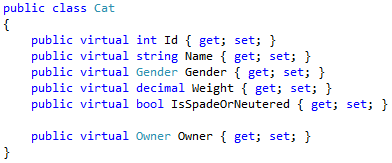 public class Cat
{
public virtual int Id { get; set; }
public virtual string Name { get; set; }
public virtual Gender Gender { get; set; }
public virtual decimal Weight { get; set; }
public virtual bool IsSpadeOrNeutered { get; set; }
public virtual Owner Owner { get; set; }
}